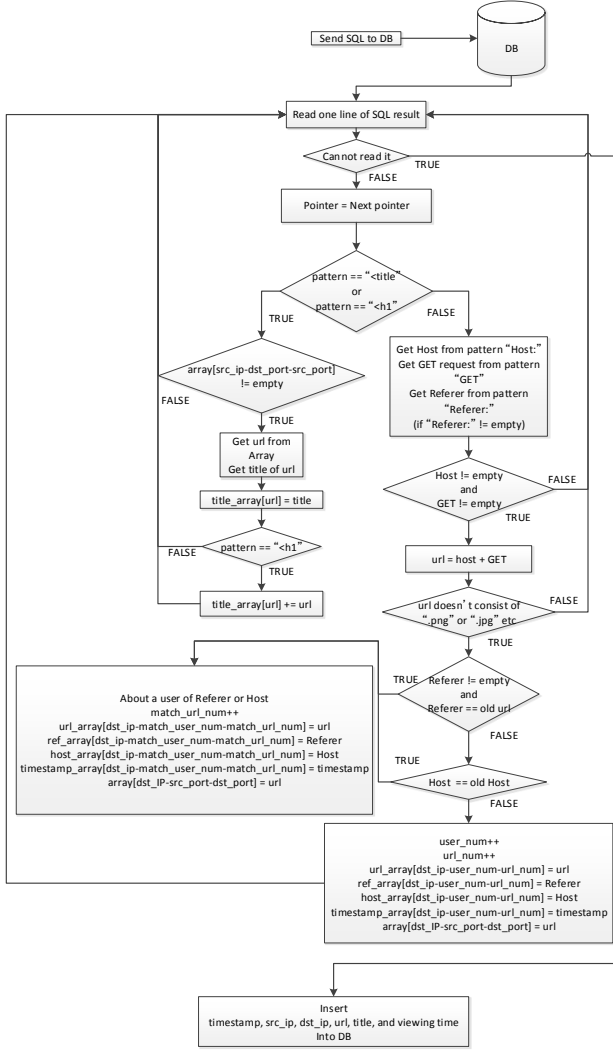 Send SQL to DB
DB
Read one line of SQL result
Cannot read it
TRUE
FALSE
Pointer = Next pointer
pattern == “<title”
or
pattern == “<h1”
TRUE
FALSE
array[src_ip-dst_port-src_port]
!= empty
FALSE
TRUE
Get url from
Array
Get title of url
title_array[url] = title
pattern == “<h1”
FALSE
TRUE
title_array[url] += url
Get Host from pattern “Host:”
Get GET request from pattern
“GET”
Get Referer from pattern
“Referer:”
(if “Referer:” != empty)
Host != empty
and
GET != empty
FALSE
TRUE
url = host + GET
url doesn’t consist of
“.png” or “.jpg” etc
FALSE
TRUE
Referer != empty
and
Referer == old url
TRUE
FALSE
Host == old Host
TRUE
FALSE
About a user of Referer or Host
match_url_num++
url_array[dst_ip-match_user_num-match_url_num] = url
ref_array[dst_ip-match_user_num-match_url_num] = Referer
host_array[dst_ip-match_user_num-match_url_num] = Host
timestamp_array[dst_ip-match_user_num-match_url_num] = timestamp
array[dst_IP-src_port-dst_port] = url
user_num++
url_num++
url_array[dst_ip-user_num-url_num] = url
ref_array[dst_ip-user_num-url_num] = Referer
host_array[dst_ip-user_num-url_num] = Host
timestamp_array[dst_ip-user_num-url_num] = timestamp
array[dst_IP-src_port-dst_port] = url
Insert
timestamp, src_ip, dst_ip, url, title, and viewing time
Into DB